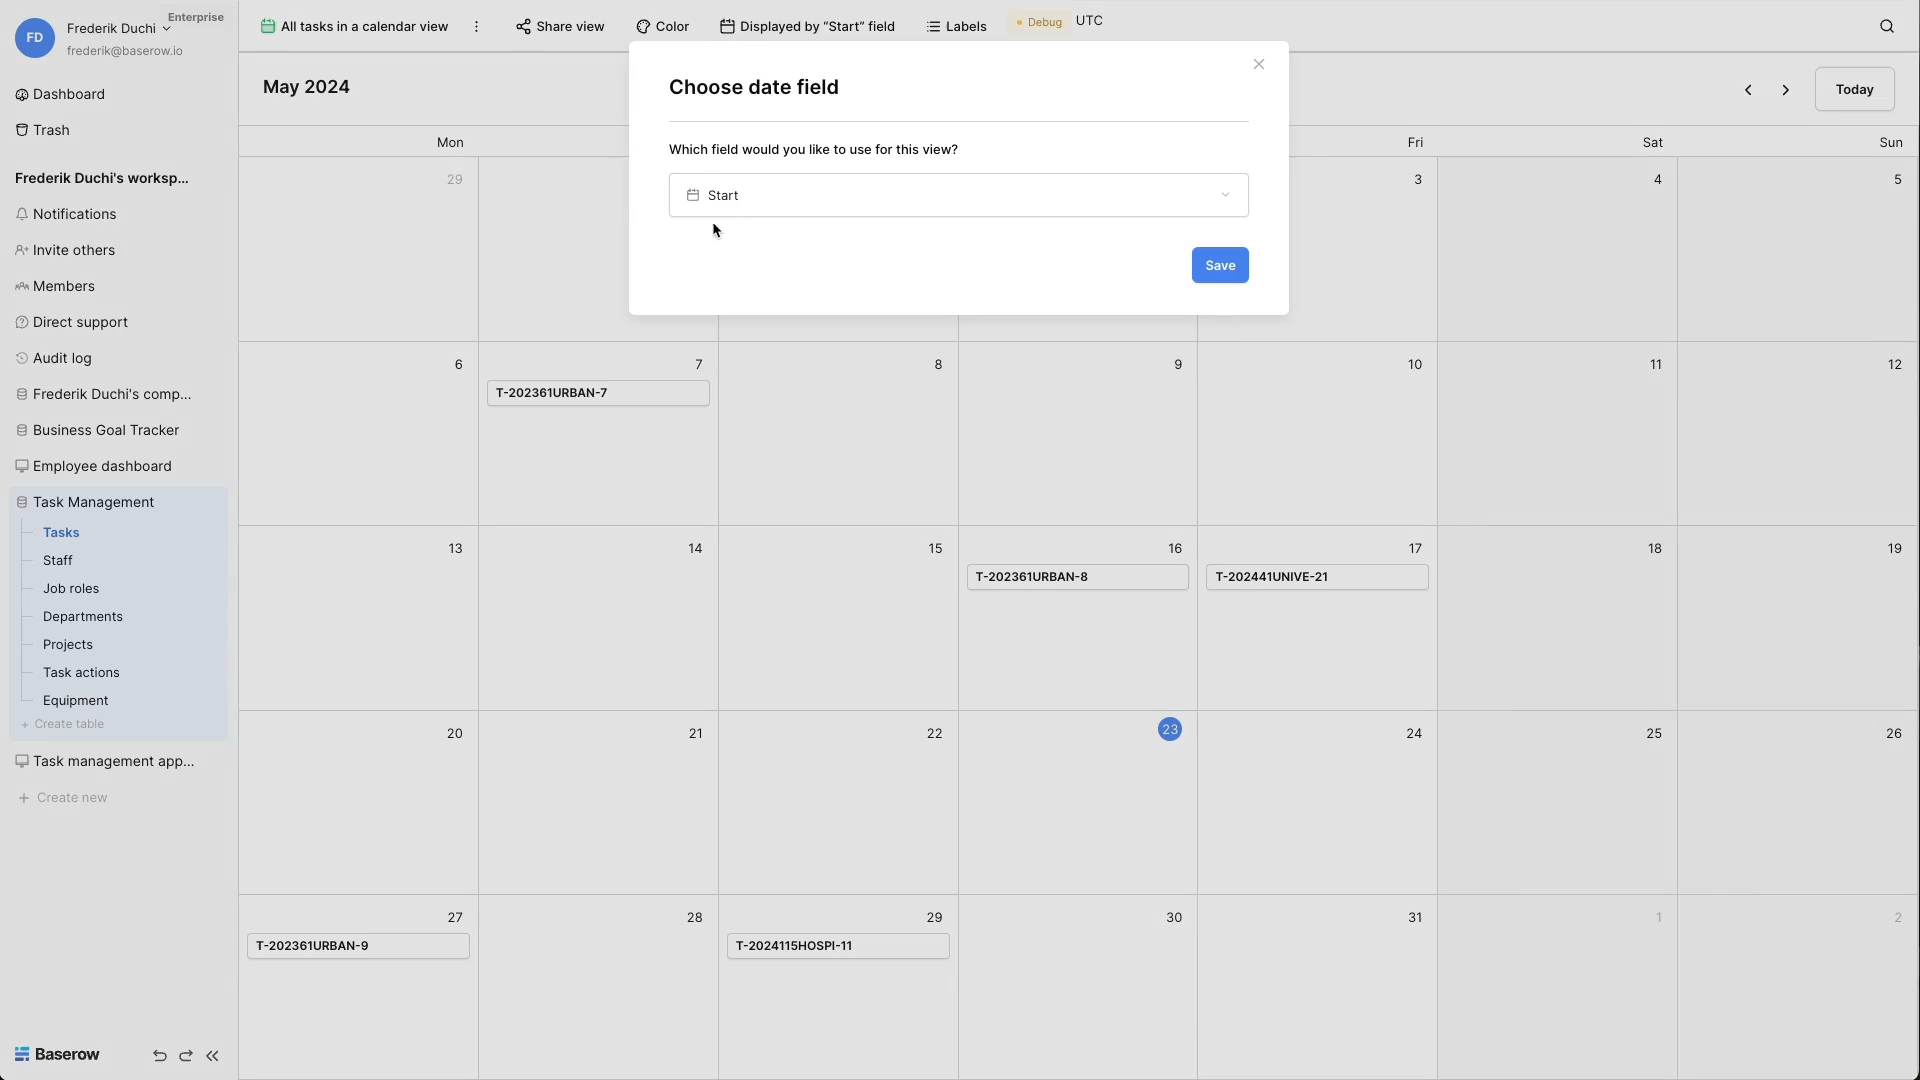 FD
Frederik Duchi
Enterprise
frederik@baserow.io
Dashboard
Trash
Frederik Duchi's worksp...
Notifications
Invite others
Members
Direct support
Audit log
Frederik Duchi's comp...
Business Goal Tracker
Employee dashboard
Task Management
Tasks
Staff
Job roles
Departments
Projects
Task actions
Equipment
+ Create table
Task management app...
+ Create new
Baserow
All tasks in a calendar view
Share view
Color
Displayed by “Start” field
Labels
Debug
UTC
May 2024
Today
Choose date field
Which field would you like to use for this view?
Start
Save
Mon
Fri
Sat
Sun
29
3
4
5
6
7
8
9
10
11
12
T-202361URBAN-7
13
14
15
16
17
18
19
T-202361URBAN-8
T-202441UNIVE-21
20
21
22
23
24
25
26
27
28
29
30
31
1
2
T-202361URBAN-9
T-2024115HOSPI-11